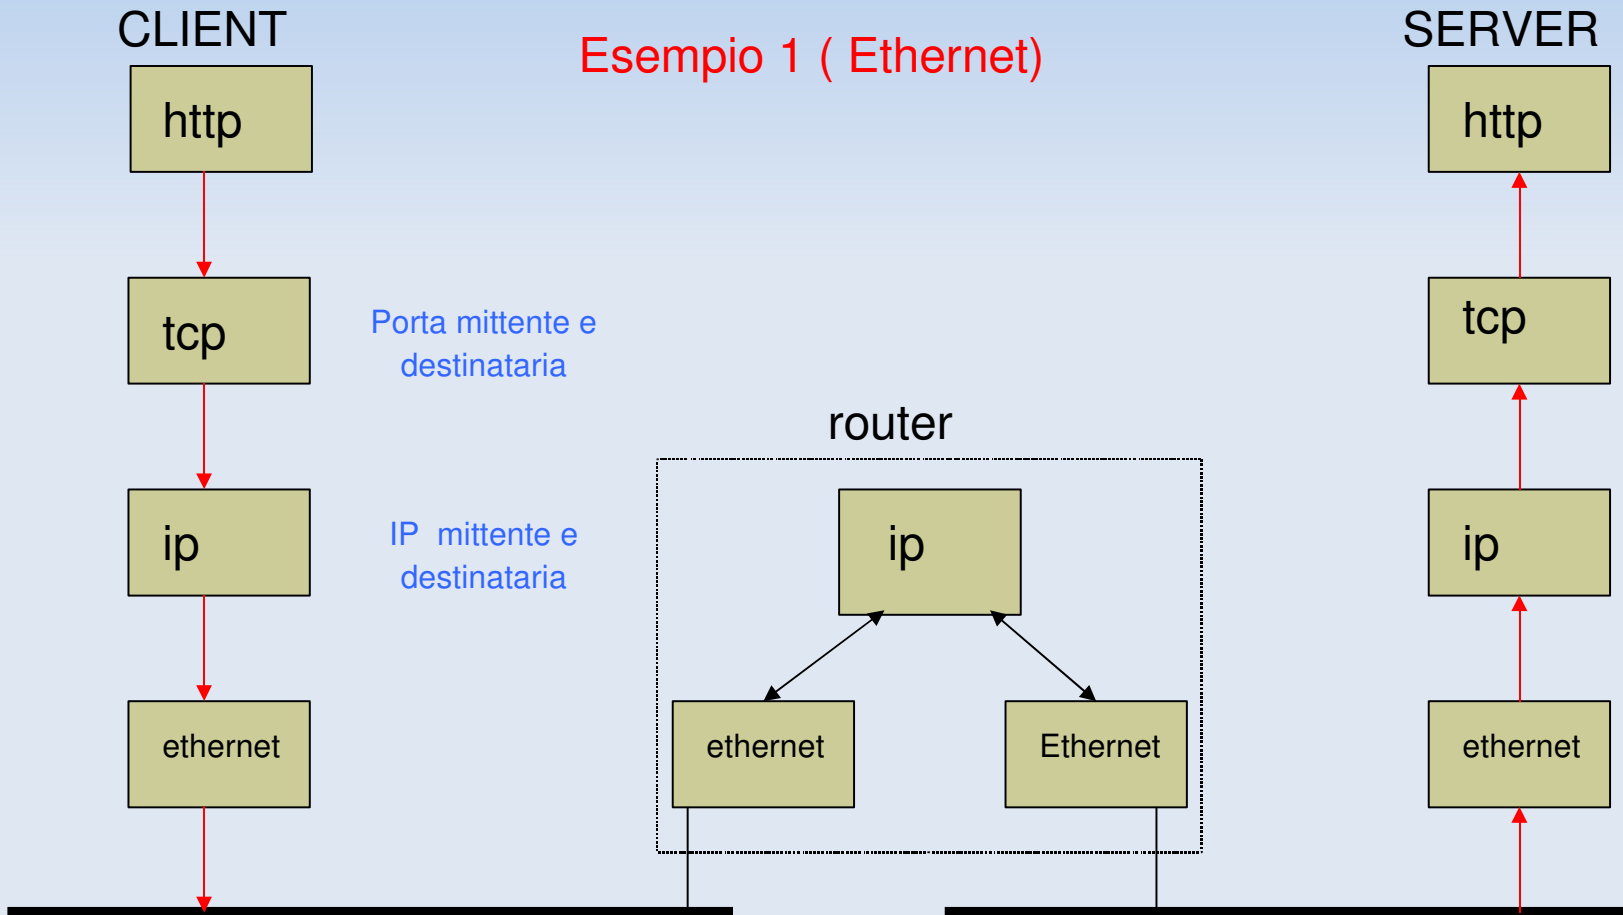 CLIENT
Esempio 1 ( Ethernet)
SERVER
http
http
tcp
Porta mittente e
destinataria
tcp
router
ip
IP  mittente e
destinataria
ip
ip
ethernet
ethernet
Ethernet
ethernet